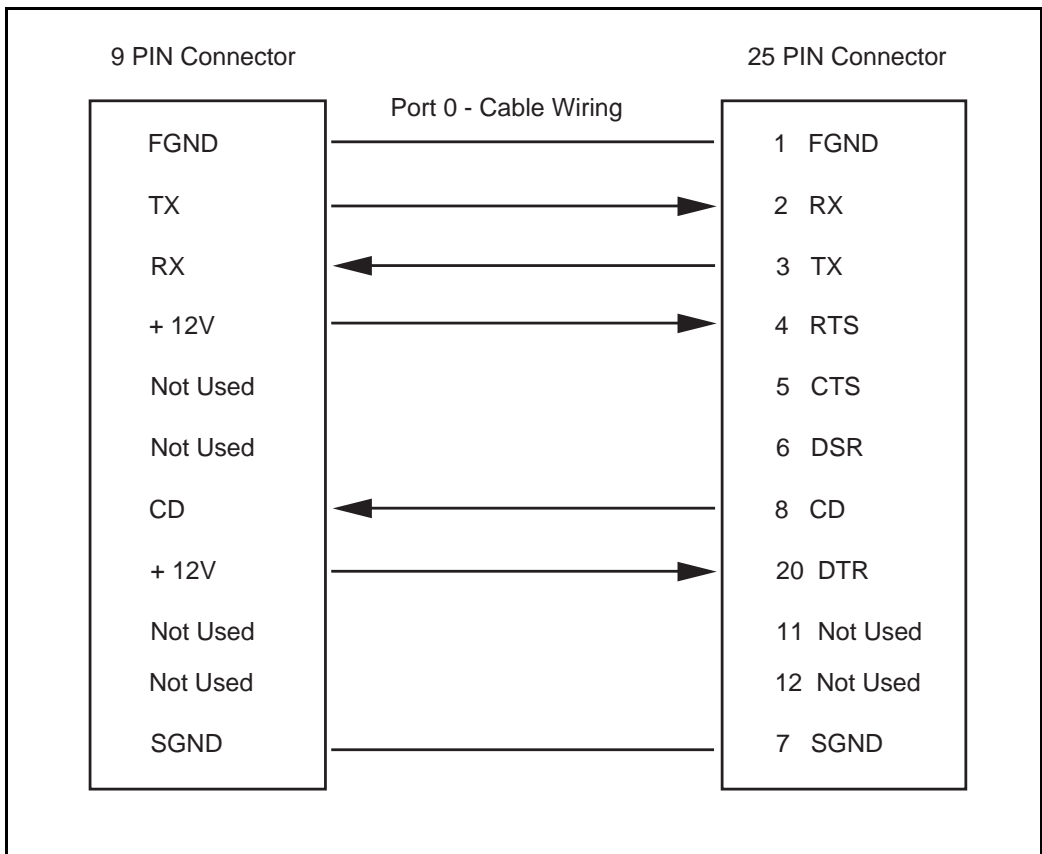 9 PIN Connector 25 PIN Connector
Port 0 - Cable Wiring
FGND 1 FGND
TX 2 RX
RX 3 TX
+ 12V 4 RTS
Not Used 5 CTS
Not Used 6 DSR
CD 8 CD
+ 12V 20 DTR
Not Used 11 Not Used
Not Used 12 Not Used
SGND 7 SGND